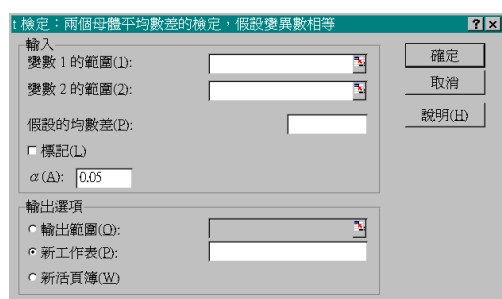 t 檢定：兩個母體平均數差的檢定，假設變異數相等
輸入
變數 1 的範圍(1):
變數 2 的範圍(2):
假設的均數差(P):
標記(L)
α(A): 0.05
輸出選項
輸出範圍(O):
新工作表(P):
新活頁簿(W)
確定
取消
說明(H)